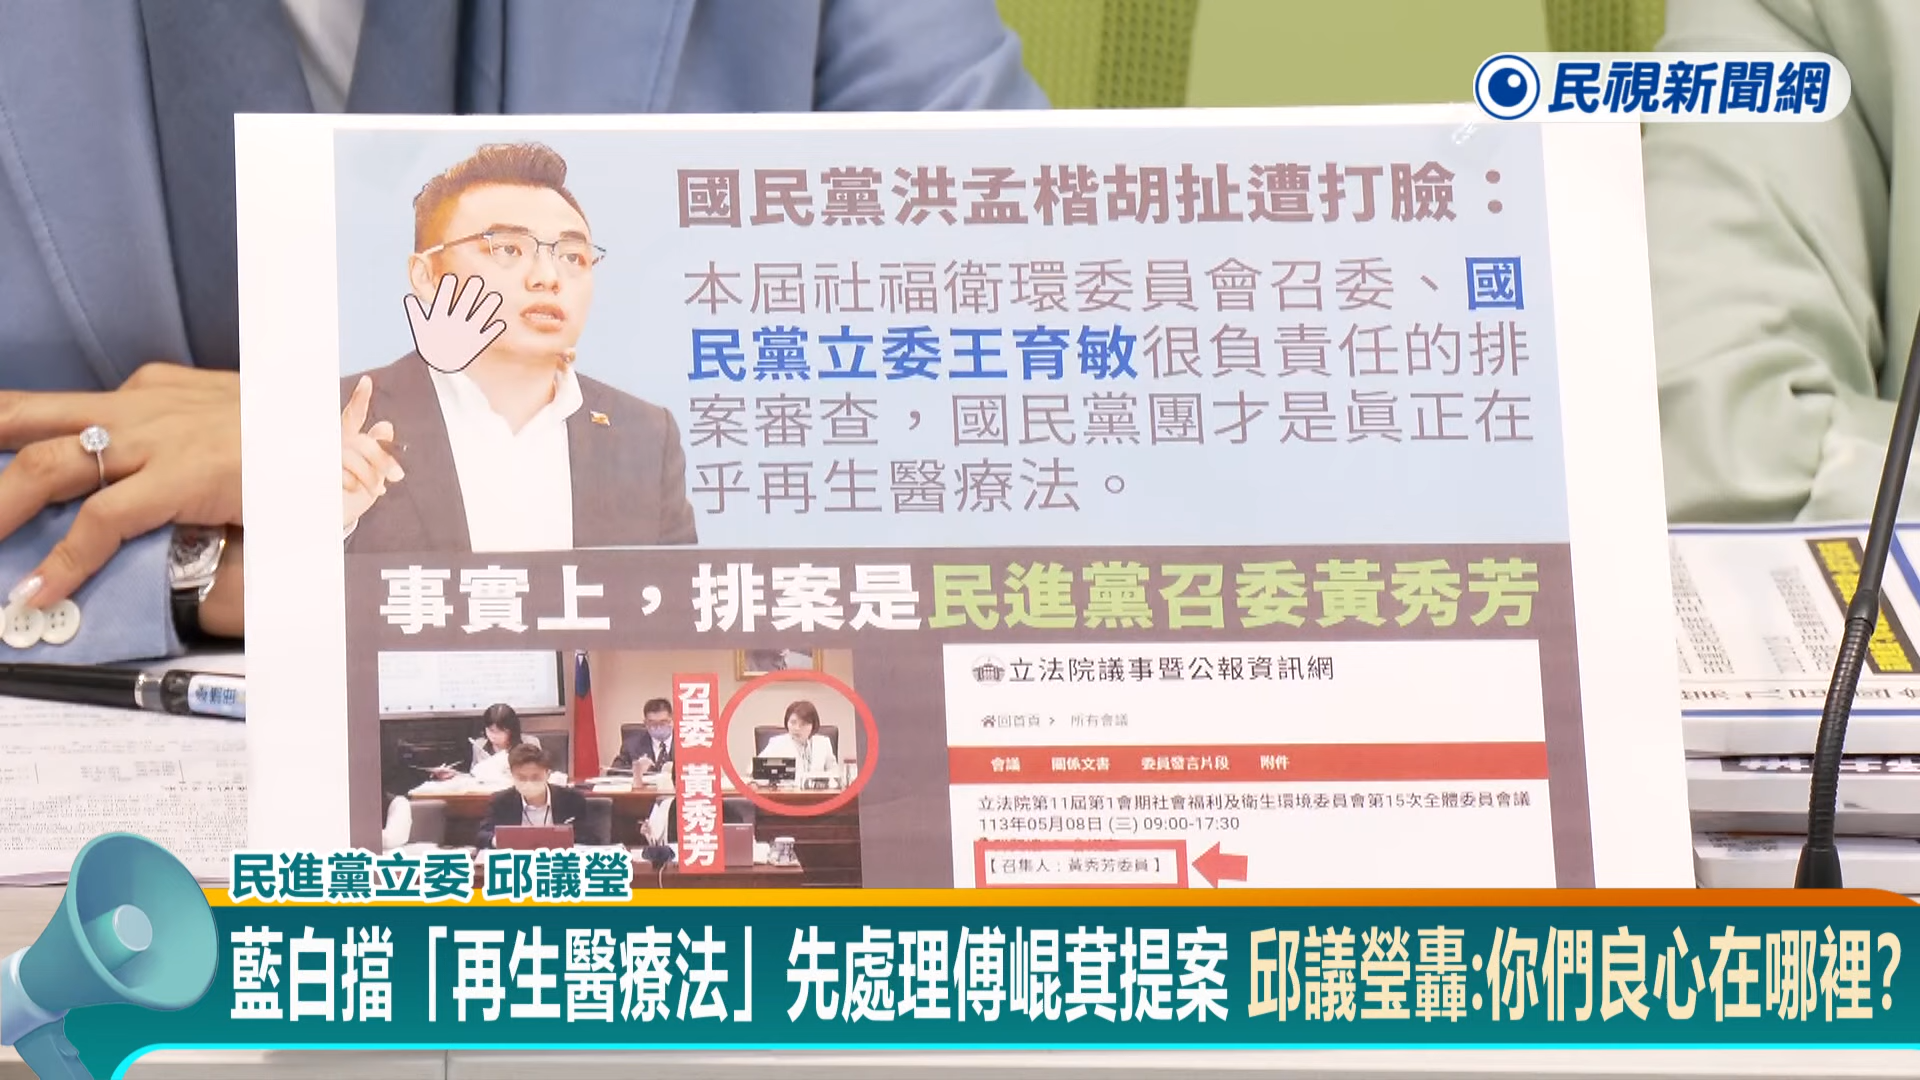 民視新聞網
國民黨洪孟楷胡扯遭打臉：
本屆社福衛環委員會召委、國
民黨立委王育敏很負責任的排
案審查，國民黨團才是真正在
乎再生醫療法。
事實上，排案是民進黨召委黃秀芳
召委 黃秀芳
立法院議事暨公報資訊網
回首頁 > 所有會議
會議 關係文書 委員發言片段 附件
立法院第11屆第1會期社會福利及衛生環境委員會第15次全體委員會議
113年05月08日 (三) 09:00-17:30
【召集人：黃秀芳委員】
民進黨立委 邱議瑩
藍白擋「再生醫療法」先處理傅崐萁提案 邱議瑩轟:你們良心在哪裡?